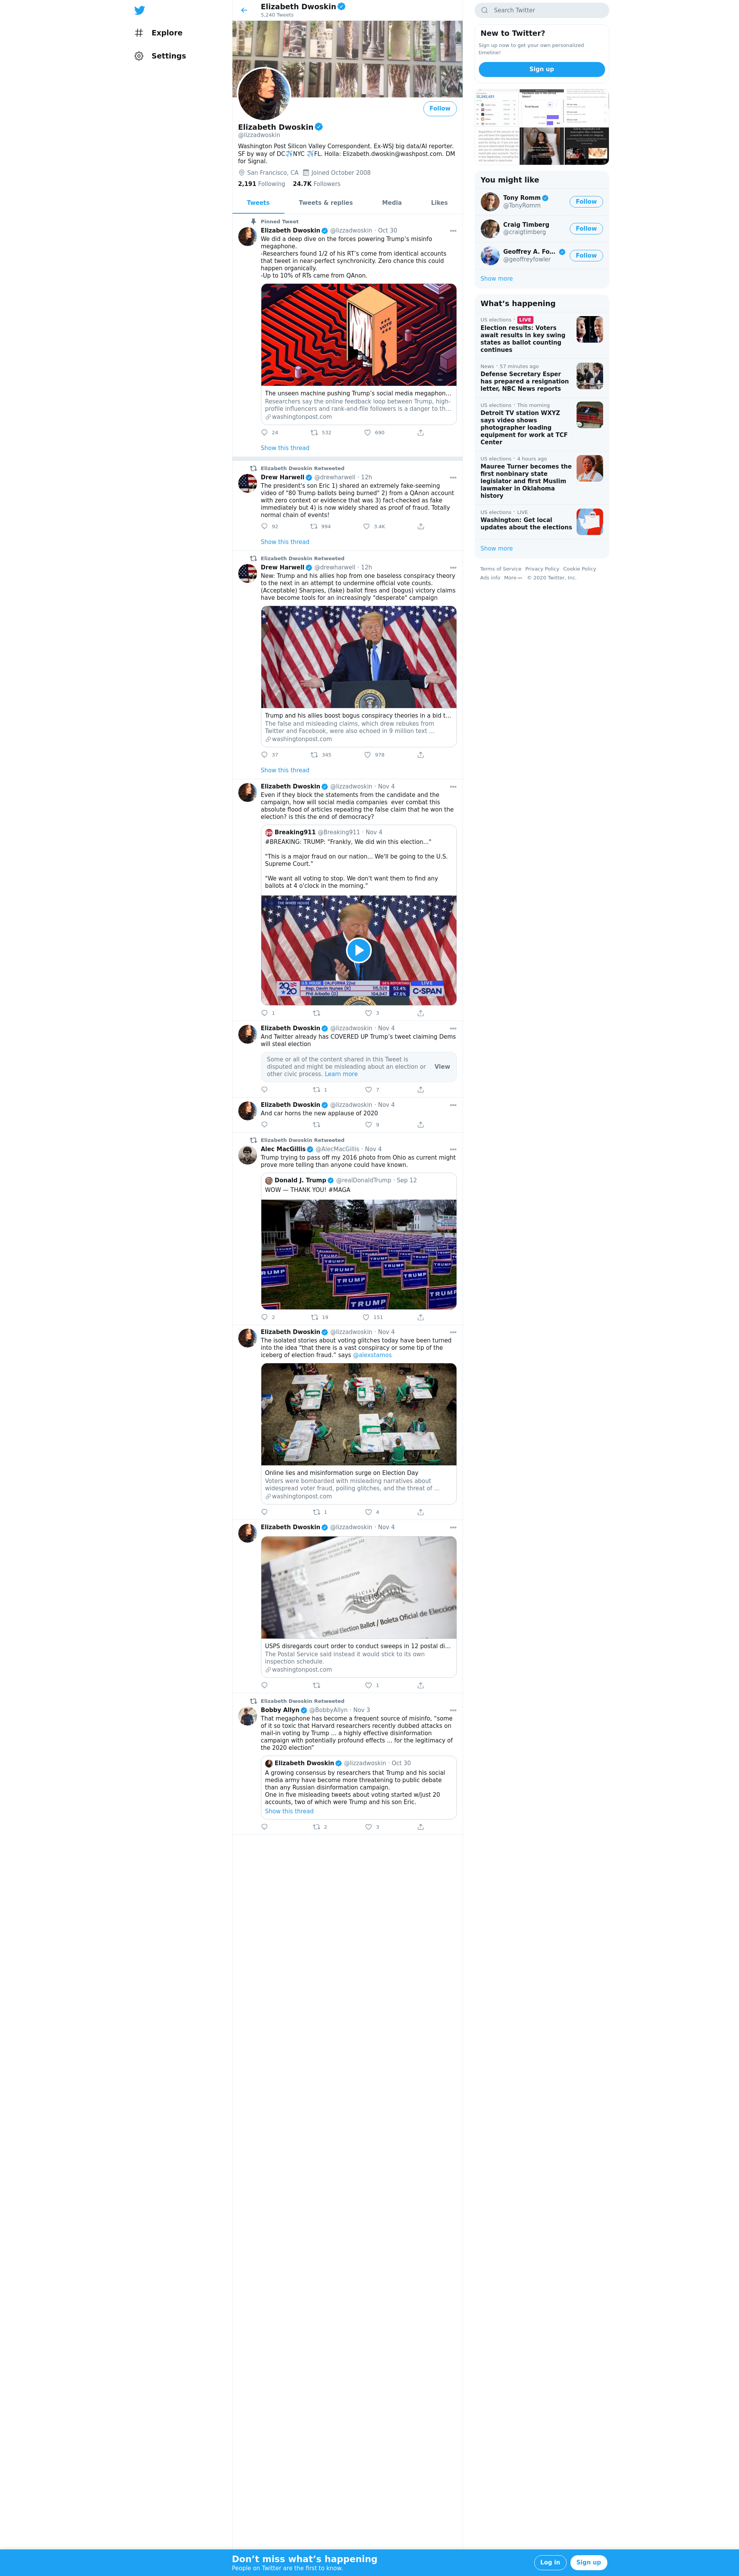 Explore
Settings
Elizabeth Dwoskin
5,240 Tweets
Follow
Elizabeth Dwoskin
@lizzadwoskin
Washington Post Silicon Valley Correspondent. Ex-WSJ big data/AI reporter.
SF by way of DC✈️NYC ✈️FL. Holla: Elizabeth.dwoskin@washpost.com. DM
for Signal.
San Francisco, CA Joined October 2008
2,191 Following 24.7K Followers
Tweets Tweets & replies Media Likes
Pinned Tweet
Elizabeth Dwoskin @lizzadwoskin · Oct 30
We did a deep dive on the forces powering Trump's misinfo
megaphone.
-Researchers found 1/2 of his RT's come from identical accounts
that tweet in near-perfect synchronicity. Zero chance this could
happen organically.
-Up to 10% of RTs came from QAnon.
FOR
VOTE
The unseen machine pushing Trump's social media megaphon...
Researchers say the online feedback loop between Trump, high-
profile influencers and rank-and-file followers is a danger to th...
washingtonpost.com
24 532 690
Show this thread
Elizabeth Dwoskin Retweeted
Drew Harwell @drewharwell · 12h
The president's son Eric 1) shared an extremely fake-seeming
video of "80 Trump ballots being burned" 2) from a QAnon account
with zero context or evidence that was 3) fact-checked as fake
immediately but 4) is now widely shared as proof of fraud. Totally
normal chain of events!
92 994 3.4K
Show this thread
Elizabeth Dwoskin Retweeted
Drew Harwell @drewharwell · 12h
New: Trump and his allies hop from one baseless conspiracy theory
to the next in an attempt to undermine official vote counts.
(Acceptable) Sharpies, (fake) ballot fires and (bogus) victory claims
have become tools for an increasingly "desperate" campaign
Trump and his allies boost bogus conspiracy theories in a bid t...
The false and misleading claims, which drew rebukes from
Twitter and Facebook, were also echoed in 9 million text ...
washingtonpost.com
37 345 978
Show this thread
Elizabeth Dwoskin @lizzadwoskin · Nov 4
Even if they block the statements from the candidate and the
campaign, how will social media companies ever combat this
absolute flood of articles repeating the false claim that he won the
election? is this the end of democracy?
Breaking911 @Breaking911 · Nov 4
#BREAKING: TRUMP: "Frankly, We did win this election..."
"This is a major fraud on our nation... We'll be going to the U.S.
Supreme Court."
"We want all voting to stop. We don't want them to find any
ballots at 4 o'clock in the morning."
THE WHITE HOUSE
2020 U.S. HOUSE CALIFORNIA 22nd LIVE
Rep. Devin Nunes (R) 53.4%
Phil Arballo (D) 47.6%
C-SPAN
1 3
Elizabeth Dwoskin @lizzadwoskin · Nov 4
And Twitter already has COVERED UP Trump's tweet claiming Dems
will steal election
Some or all of the content shared in this Tweet is
disputed and might be misleading about an election or
other civic process. Learn more
View
1 7
Elizabeth Dwoskin @lizzadwoskin · Nov 4
And car horns the new applause of 2020
9
Elizabeth Dwoskin Retweeted
Alec MacGillis @AlecMacGillis · Nov 4
Trump trying to pass off my 2016 photo from Ohio as current might
prove more telling than anyone could have known.
Donald J. Trump @realDonaldTrump · Sep 12
WOW — THANK YOU! #MAGA
TRUMP
2 19 151
Elizabeth Dwoskin @lizzadwoskin · Nov 4
The isolated stories about voting glitches today have been turned
into the idea "that there is a vast conspiracy or some tip of the
iceberg of election fraud." says @alexstamos
Online lies and misinformation surge on Election Day
Voters were bombarded with misleading narratives about
widespread voter fraud, polling glitches, and the threat of ...
washingtonpost.com
1 4
Elizabeth Dwoskin @lizzadwoskin · Nov 4
OFFICIAL
ELECTION MAIL
Official Election Ballot / Boleta Oficial de Eleccion
USPS disregards court order to conduct sweeps in 12 postal di...
The Postal Service said instead it would stick to its own
inspection schedule.
washingtonpost.com
1
Elizabeth Dwoskin Retweeted
Bobby Allyn @BobbyAllyn · Nov 3
That megaphone has become a frequent source of misinfo, "some
of it so toxic that Harvard researchers recently dubbed attacks on
mail-in voting by Trump ... a highly effective disinformation
campaign with potentially profound effects ... for the legitimacy of
the 2020 election"
Elizabeth Dwoskin @lizzadwoskin · Oct 30
A growing consensus by researchers that Trump and his social
media army have become more threatening to public debate
than any Russian disinformation campaign.
One in five misleading tweets about voting started w/just 20
accounts, two of which were Trump and his son Eric.
Show this thread
2 3
Search Twitter
New to Twitter?
Sign up now to get your own personalized
timeline!
Sign up
You might like
Tony Romm
@TonyRomm
Follow
Craig Timberg
@craigtimberg
Follow
Geoffrey A. Fo...
@geoffreyfowler
Follow
Show more
What's happening
US elections · LIVE
Election results: Voters
await results in key swing
states as ballot counting
continues
News · 57 minutes ago
Defense Secretary Esper
has prepared a resignation
letter, NBC News reports
US elections · This morning
Detroit TV station WXYZ
says video shows
photographer loading
equipment for work at TCF
Center
US elections · 4 hours ago
Mauree Turner becomes the
first nonbinary state
legislator and first Muslim
lawmaker in Oklahoma
history
US elections · LIVE
Washington: Get local
updates about the elections
Show more
Terms of Service Privacy Policy Cookie Policy
Ads info More © 2020 Twitter, Inc.
Don't miss what's happening
People on Twitter are the first to know.
Log in
Sign up